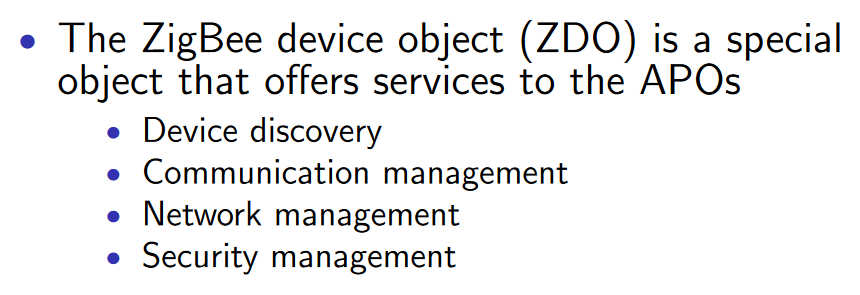 • The ZigBee device object (ZDO) is a special
object that offers services to the APOs
• Device discovery
• Communication management
• Network management
• Security management